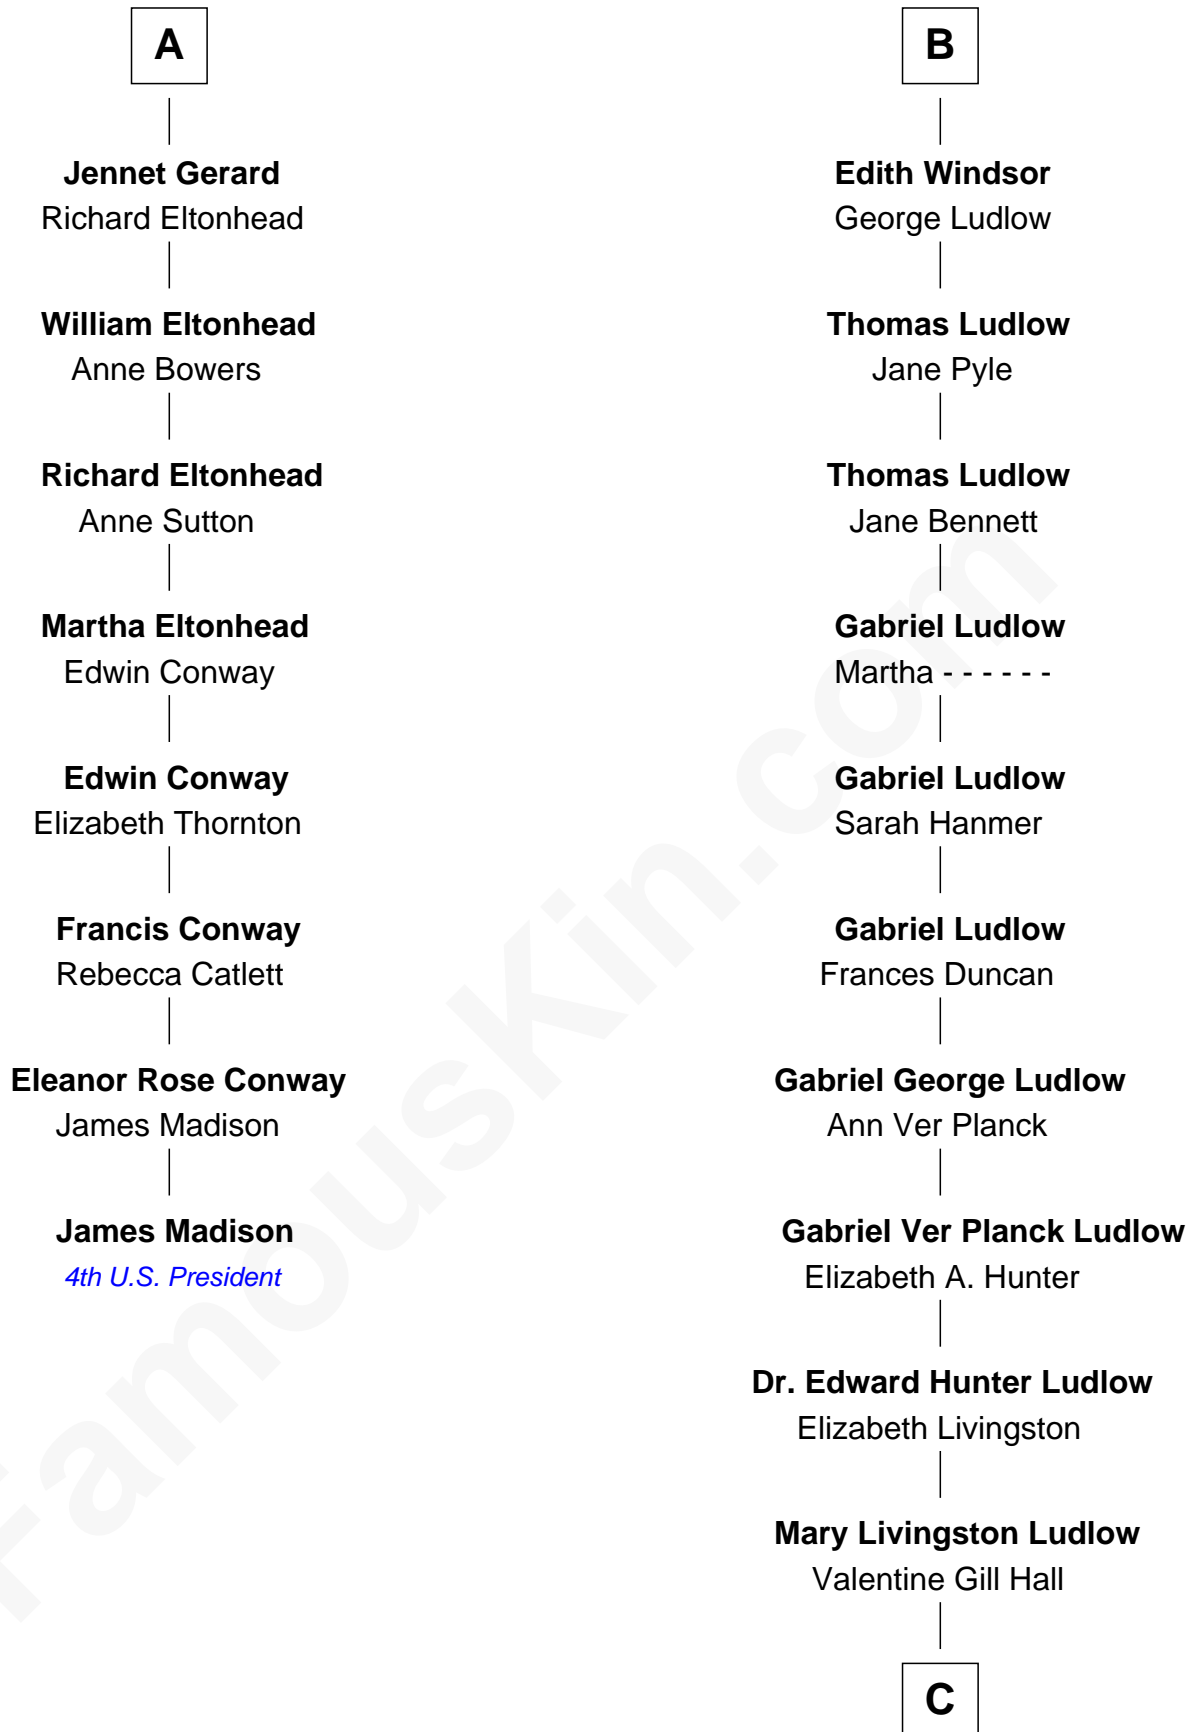 A
Jennet Gerard
Richard Eltonhead
William Eltonhead
Anne Bowers
Richard Eltonhead
Anne Sutton
Martha Eltonhead
Edwin Conway
Edwin Conway
Elizabeth Thornton
Francis Conway
Rebecca Catlett
Eleanor Rose Conway
James Madison
James Madison
4th U.S. President
B
Edith Windsor
George Ludlow
Thomas Ludlow
Jane Pyle
Thomas Ludlow
Jane Bennett
Gabriel Ludlow
Martha - - - - - -
Gabriel Ludlow
Sarah Hanmer
Gabriel Ludlow
Frances Duncan
Gabriel George Ludlow
Ann Ver Planck
Gabriel Ver Planck Ludlow
Elizabeth A. Hunter
Dr. Edward Hunter Ludlow
Elizabeth Livingston
Mary Livingston Ludlow
Valentine Gill Hall
C
FamousKin.com